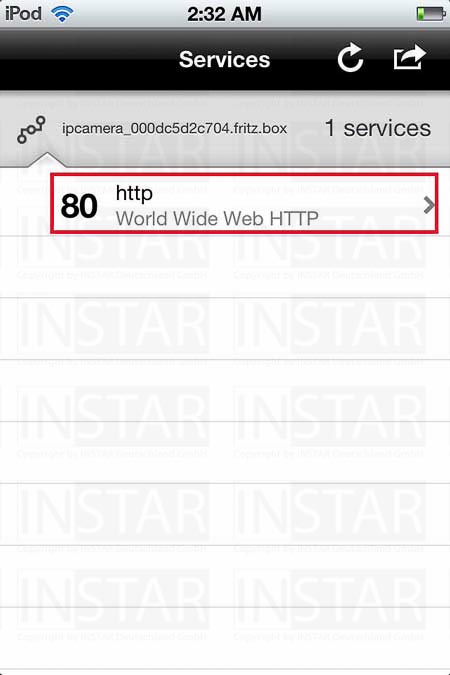 iPod 2:32 AM
Services
ipcamera_000dc5d2c704.fritz.box 1 services
80 http
World Wide Web HTTP
INSTAR INSTAR
Copyright by INSTAR Deutschland GmbH Copyright by INSTAR Deutschland GmbH
INSTAR INSTAR
Copyright by INSTAR Deutschland GmbH Copyright by INSTAR Deutschland GmbH
INSTAR INSTAR
Copyright by INSTAR Deutschland GmbH Copyright by INSTAR Deutschland GmbH
INSTAR INSTAR
Copyright by INSTAR Deutschland GmbH Copyright by INSTAR Deutschland GmbH
INSTAR INSTAR
Copyright by INSTAR Deutschland GmbH Copyright by INSTAR Deutschland GmbH